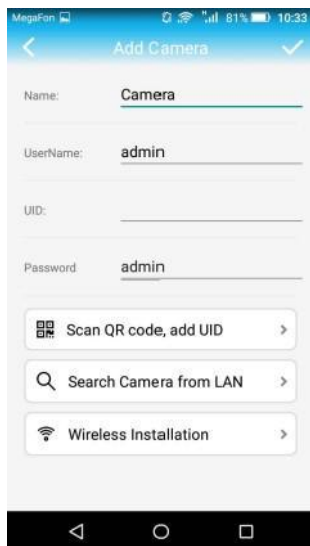 MegaFon 81% 10:33
Add Camera
Name: Camera
UserName: admin
UID:
Password admin
Scan QR code, add UID
Search Camera from LAN
Wireless Installation